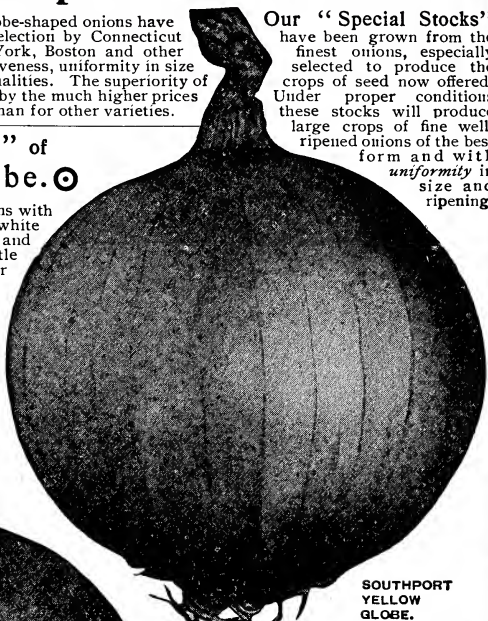 be-shaped onions have
election by Connecticut
York, Boston and other
iveness, uniformity in size
alities. The superiority of
by the much higher prices
han for other varieties.
” of
be.
ns with
white
and
tle
r
Our “Special Stocks”
have been grown from the
finest onions, especially
selected to produce the
crops of seed now offered.
Under proper conditions
these stocks will produce
large crops of fine well
ripened onions of the best
form and with
uniformity in
size and
ripening.
SOUTHPORT
YELLOW
GLOBE.